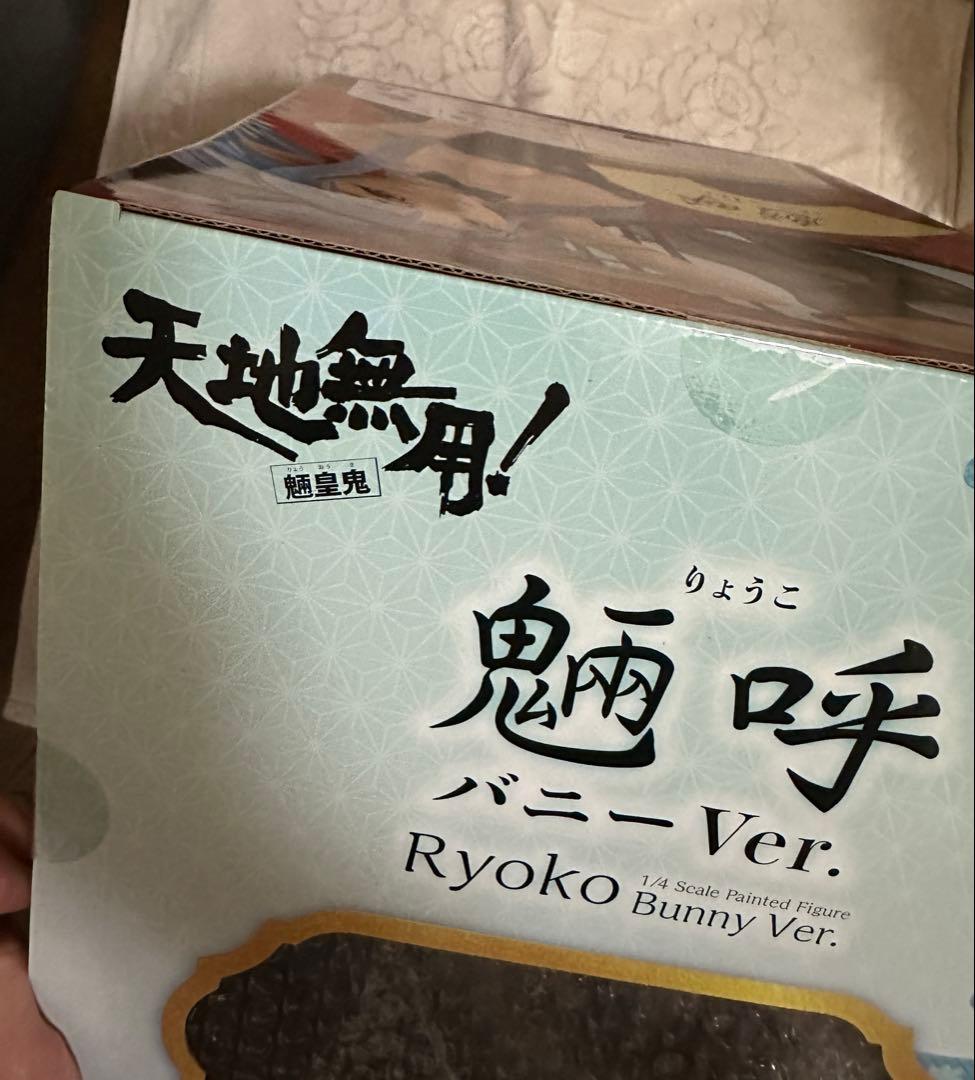 天地無用!
りょうおうき
魎皇鬼
りょうこ
魎呼
バニーVer.
Ryoko
1/4 Scale Painted Figure
Bunny Ver.